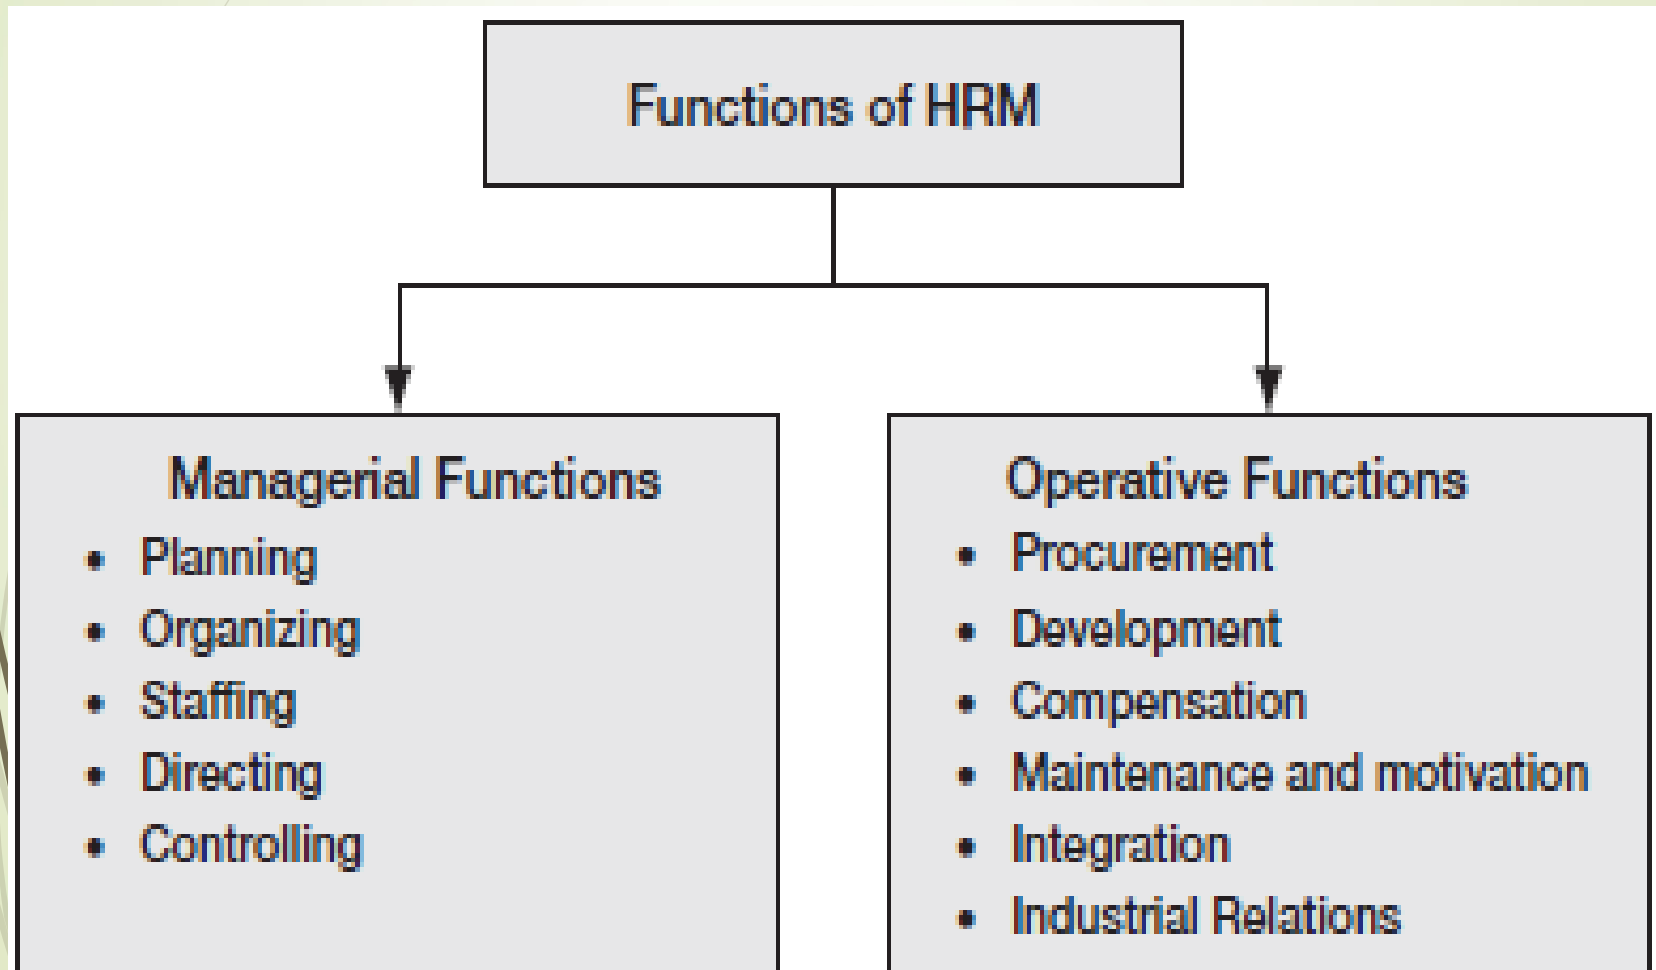 Functions of HRM
Managerial Functions
• Planning
• Organizing
• Staffing
• Directing
• Controlling
Operative Functions
• Procurement
• Development
• Compensation
• Maintenance and motivation
• Integration
• Industrial Relations